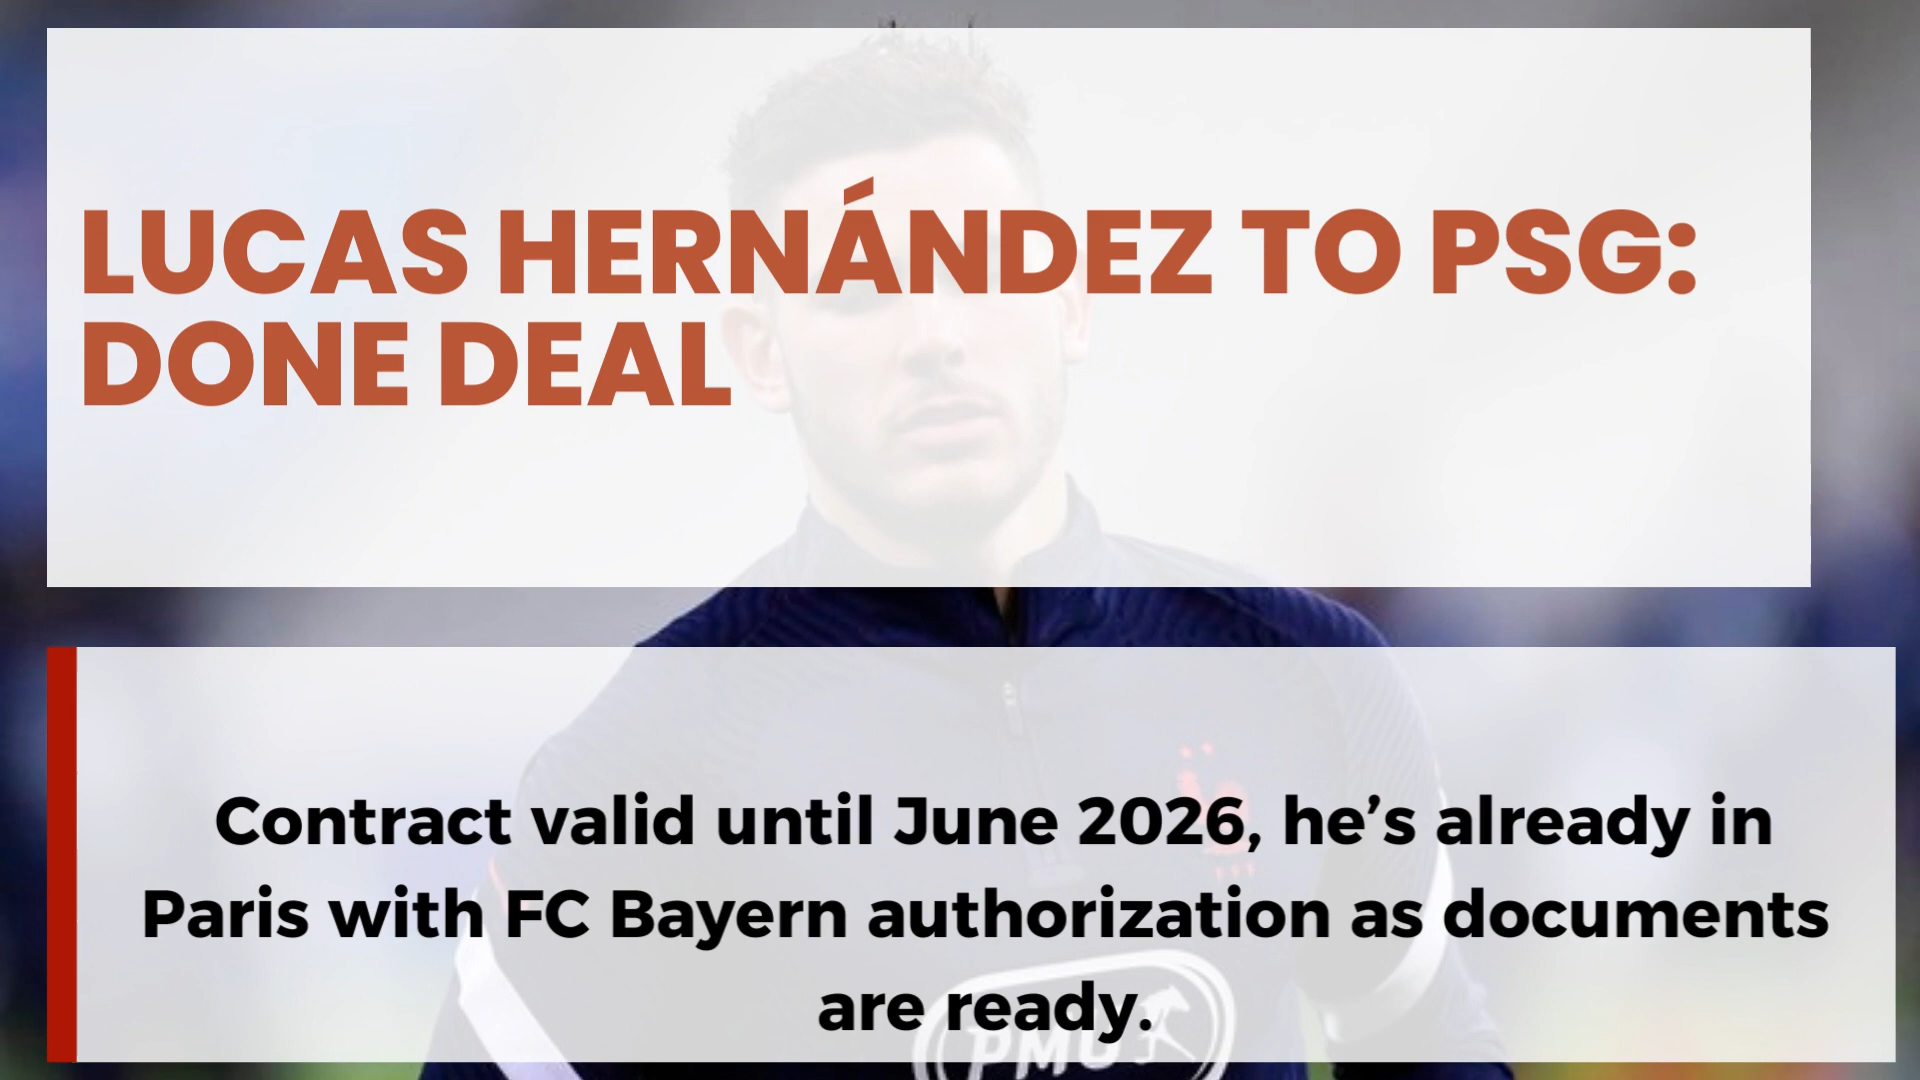 LUCAS HERNÁNDEZ TO PSG:
DONE DEAL
Contract valid until June 2026, he’s already in
Paris with FC Bayern authorization as documents
are ready.
PMU